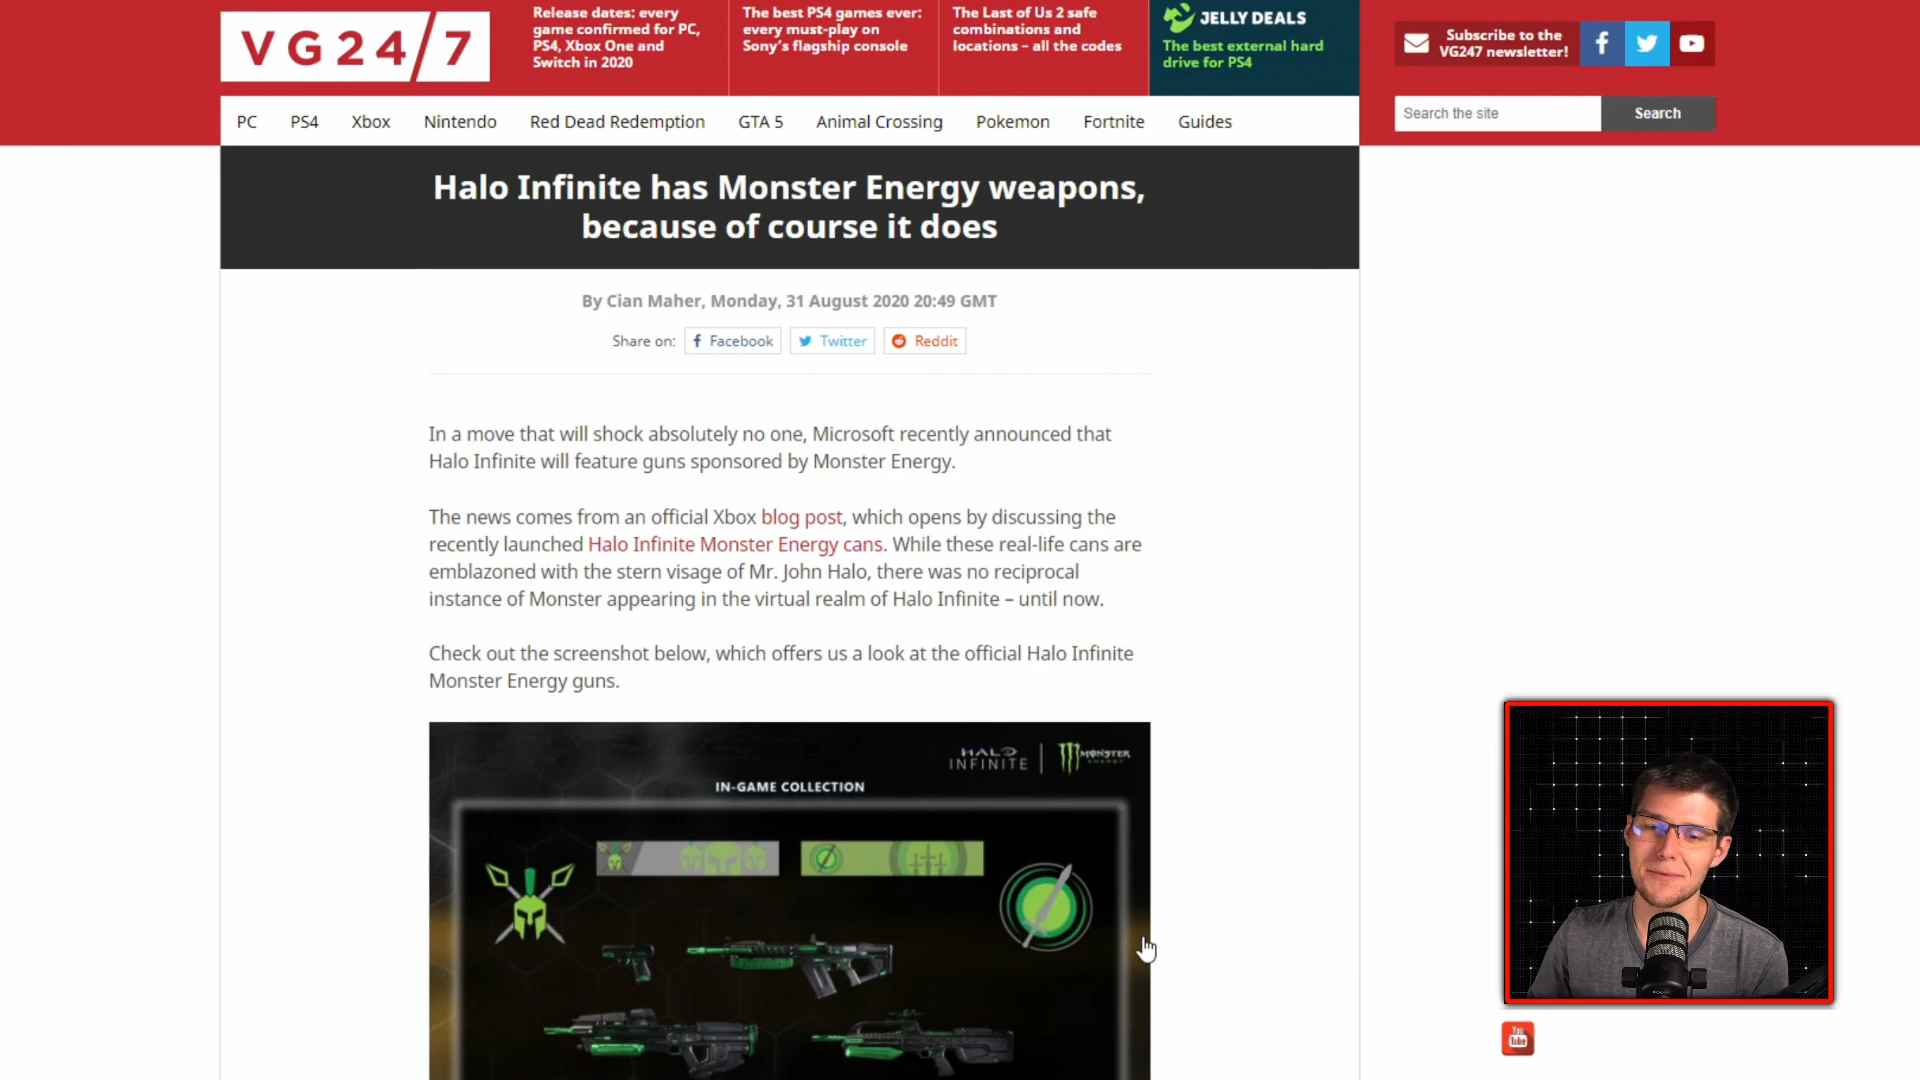 VG24/7
Release dates: every
game confirmed for PC,
PS4, Xbox One and
Switch in 2020
The best PS4 games ever:
every must-play on
Sony's flagship console
The Last of Us 2 safe
combinations and
locations – all the codes
JELLY DEALS
The best external hard
drive for PS4
Subscribe to the
VG247 newsletter!
Search the site
Search
PC PS4 Xbox Nintendo Red Dead Redemption GTA 5 Animal Crossing Pokemon Fortnite Guides
Halo Infinite has Monster Energy weapons,
because of course it does
By Cian Maher, Monday, 31 August 2020 20:49 GMT
Share on: Facebook Twitter Reddit
In a move that will shock absolutely no one, Microsoft recently announced that
Halo Infinite will feature guns sponsored by Monster Energy.
The news comes from an official Xbox blog post, which opens by discussing the
recently launched Halo Infinite Monster Energy cans. While these real-life cans are
emblazoned with the stern visage of Mr. John Halo, there was no reciprocal
instance of Monster appearing in the virtual realm of Halo Infinite – until now.
Check out the screenshot below, which offers us a look at the official Halo Infinite
Monster Energy guns.
HALO
INFINITE
MONSTER
ENERGY
IN-GAME COLLECTION
You
Tube